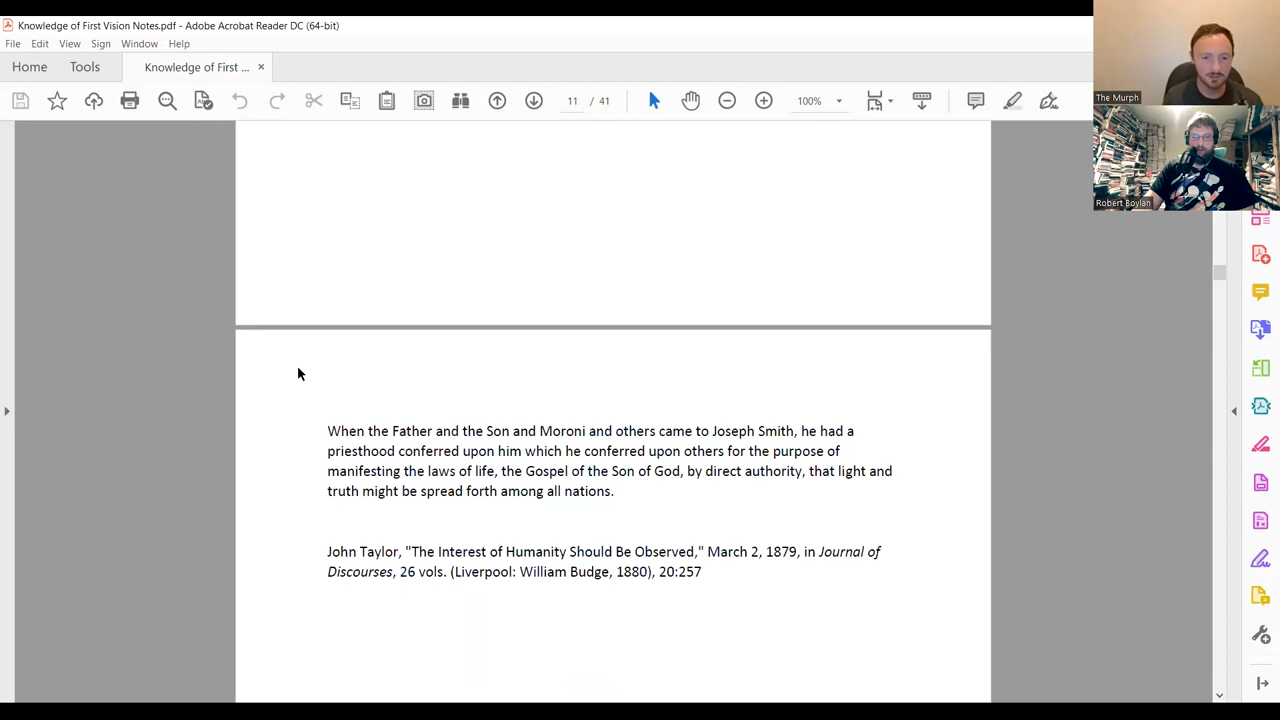 Knowledge of First Vision Notes.pdf - Adobe Acrobat Reader DC (64-bit)
File Edit View Sign Window Help
Home Tools Knowledge of First ... ×
11 / 41 100%
The Murph
Robert Boylan
When the Father and the Son and Moroni and others came to Joseph Smith, he had a
priesthood conferred upon him which he conferred upon others for the purpose of
manifesting the laws of life, the Gospel of the Son of God, by direct authority, that light and
truth might be spread forth among all nations.
John Taylor, "The Interest of Humanity Should Be Observed," March 2, 1879, in Journal of
Discourses, 26 vols. (Liverpool: William Budge, 1880), 20:257